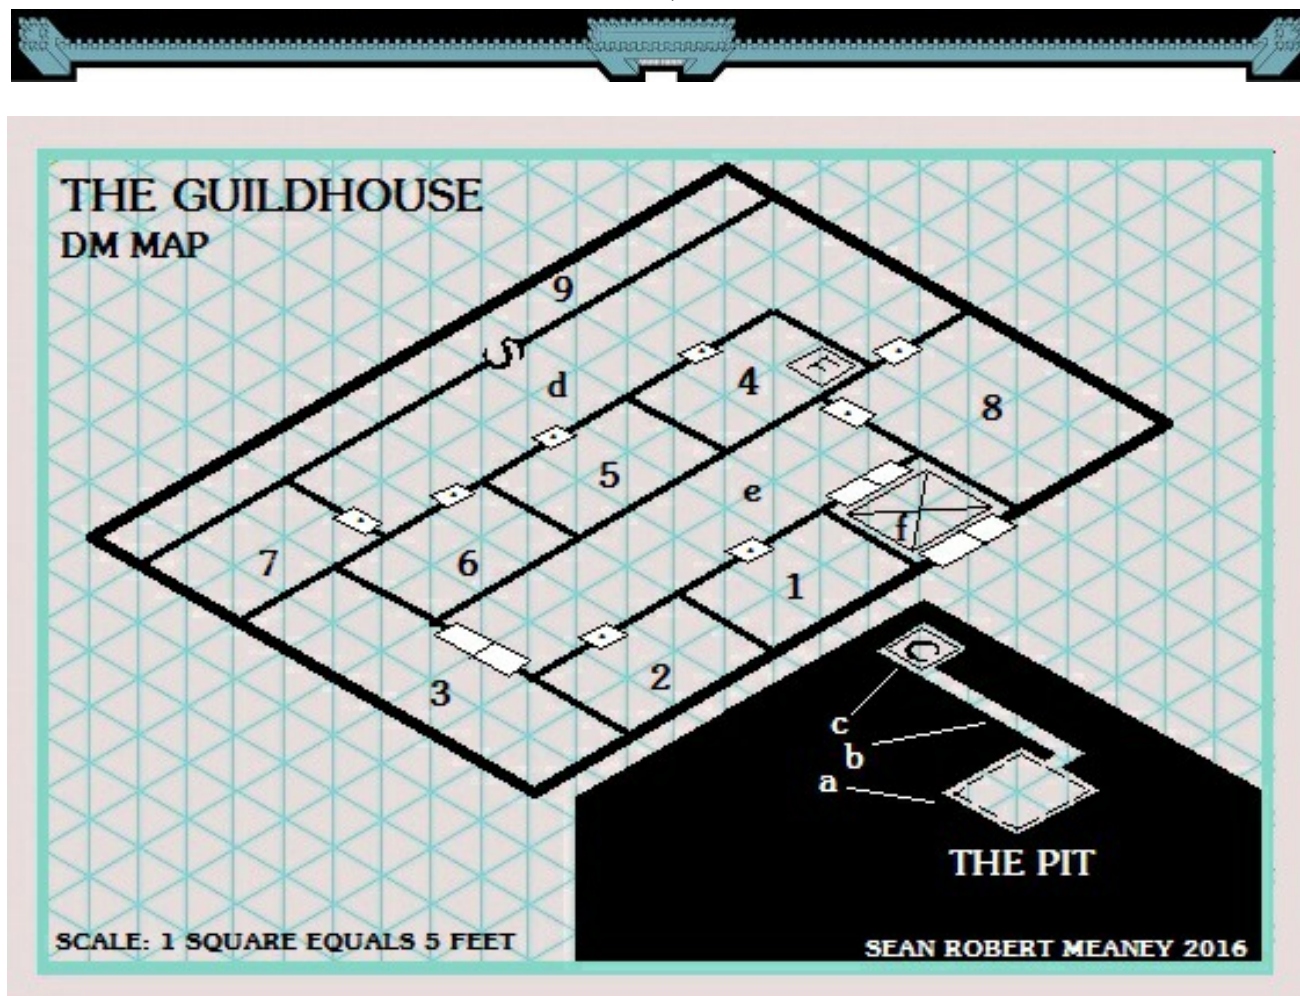 THE GUILDHOUSE
DM MAP
9
S
d
4
8
5
e
f
7
6
1
3
2
C
c
b
a
THE PIT
SCALE: 1 SQUARE EQUALS 5 FEET
SEAN ROBERT MEANEY 2016